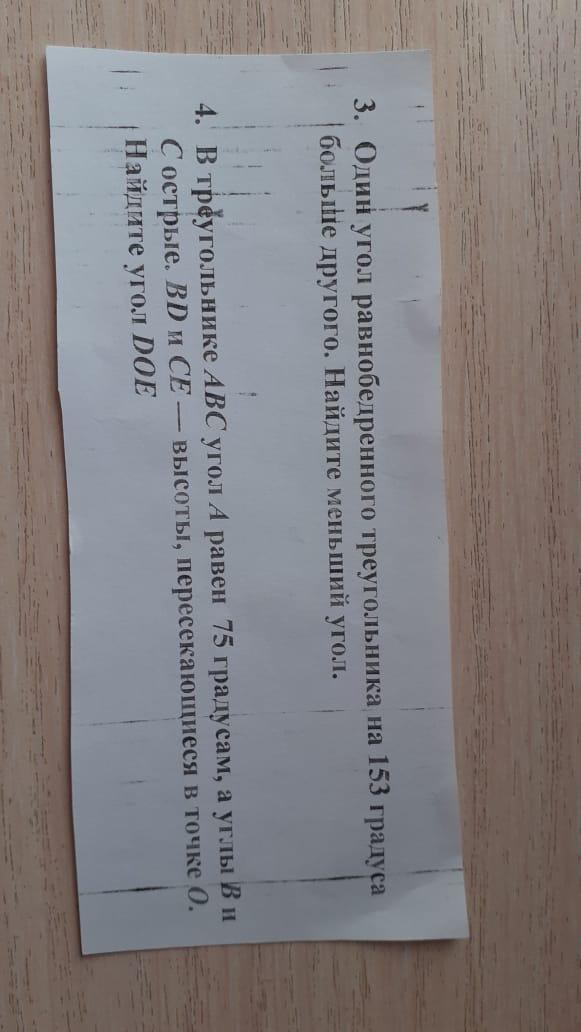 3. Один угол равнобедренного треугольника на 153 градуса
больше другого. Найдите меньший угол.
4. В треугольнике ABC угол A равен 75 градусам, а углы B и
C острые. BD и CE — высоты, пересекающиеся в точке O.
Найдите угол DOE